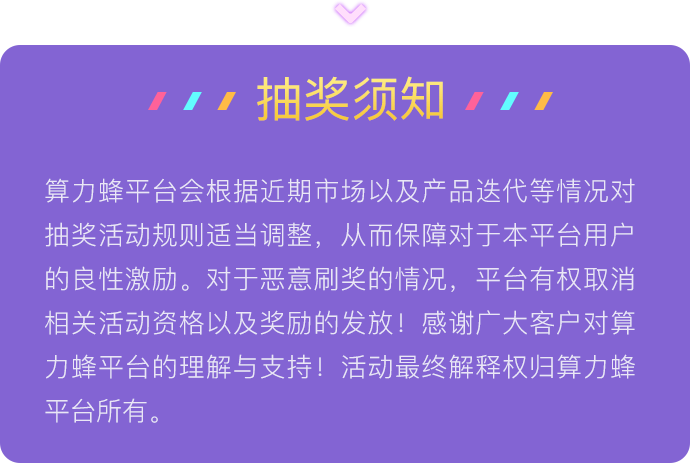 抽奖须知
算力蜂平台会根据近期市场以及产品迭代等情况对
抽奖活动规则适当调整，从而保障对于本平台用户
的良性激励。对于恶意刷奖的情况，平台有权取消
相关活动资格以及奖励的发放！感谢广大客户对算
力蜂平台的理解与支持！活动最终解释权归算力蜂
平台所有。